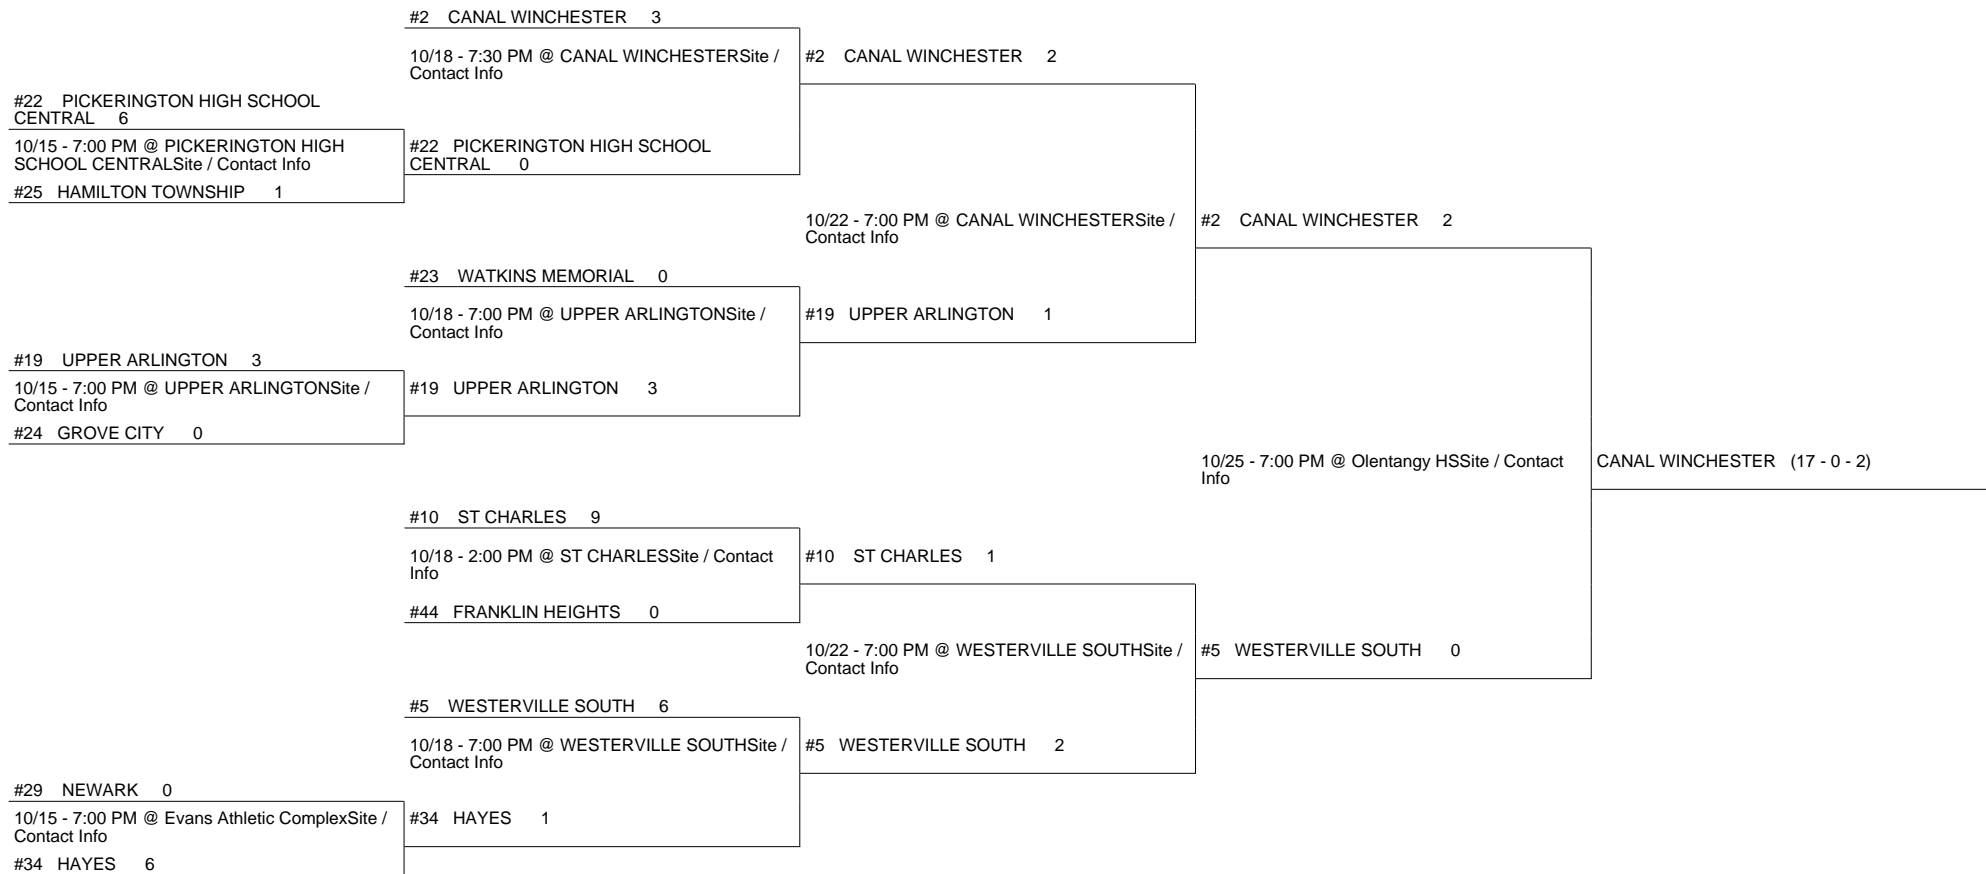 #2 CANAL WINCHESTER 3
10/18 - 7:30 PM @ CANAL WINCHESTERSite /
Contact Info
#2 CANAL WINCHESTER 2
#22 PICKERINGTON HIGH SCHOOL
CENTRAL 6
10/15 - 7:00 PM @ PICKERINGTON HIGH
SCHOOL CENTRALSite / Contact Info
#25 HAMILTON TOWNSHIP 1
#22 PICKERINGTON HIGH SCHOOL
CENTRAL 0
10/22 - 7:00 PM @ CANAL WINCHESTERSite /
Contact Info
#2 CANAL WINCHESTER 2
#23 WATKINS MEMORIAL 0
10/18 - 7:00 PM @ UPPER ARLINGTONSite /
Contact Info
#19 UPPER ARLINGTON 1
#19 UPPER ARLINGTON 3
10/15 - 7:00 PM @ UPPER ARLINGTONSite /
Contact Info
#24 GROVE CITY 0
#19 UPPER ARLINGTON 3
10/25 - 7:00 PM @ Olentangy HSSite / Contact
Info
CANAL WINCHESTER (17 - 0 - 2)
#10 ST CHARLES 9
10/18 - 2:00 PM @ ST CHARLESSite / Contact
Info
#10 ST CHARLES 1
#44 FRANKLIN HEIGHTS 0
10/22 - 7:00 PM @ WESTERVILLE SOUTHSite /
Contact Info
#5 WESTERVILLE SOUTH 0
#5 WESTERVILLE SOUTH 6
10/18 - 7:00 PM @ WESTERVILLE SOUTHSite /
Contact Info
#5 WESTERVILLE SOUTH 2
#29 NEWARK 0
10/15 - 7:00 PM @ Evans Athletic ComplexSite /
Contact Info
#34 HAYES 6
#34 HAYES 1